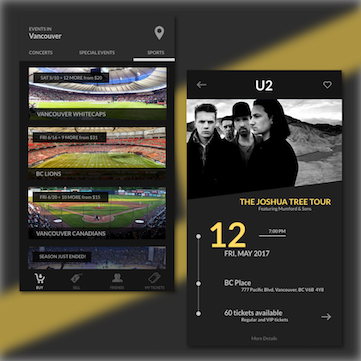 EVENTS IN
Vancouver
CONCERTS
SPECIAL EVENTS
SPORTS
SAT 5/20 + 12 MORE from $20
VANCOUVER WHITECAPS
FRI 6/16 + 9 MORE from $31
BC LIONS
FRI 6/20 + 10 MORE from $35
VANCOUVER CANADIANS
SEASON JUST ENDED!
BUY
SELL
FRIENDS
MY TICKETS
U2
THE JOSHUA TREE TOUR
Featuring Mumford & Sons
12
7:00 PM
FRI, MAY 2017
BC Place
777 Pacific Blvd, Vancouver, BC V6B 4Y8
60 tickets available
Regular and VIP tickets
More Details